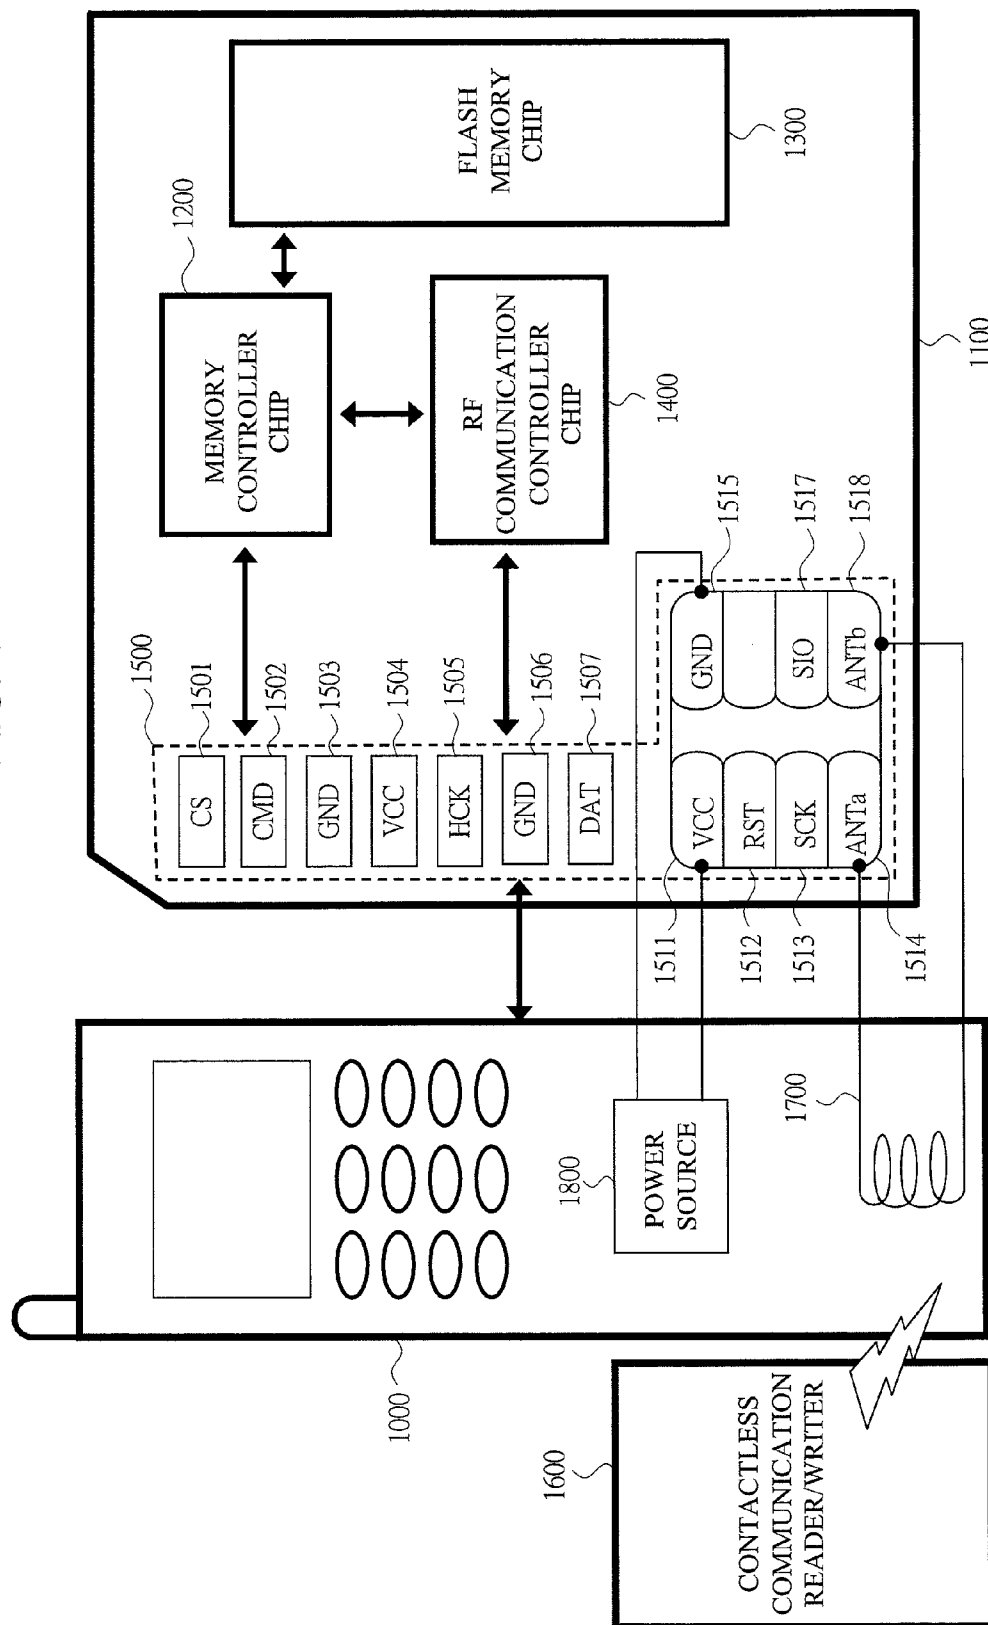 1000
1600
CONTACTLESS
COMMUNICATION
READER/WRITER
1800
POWER
SOURCE
1700
1500
CS
1501
CMD
1502
GND
1503
VCC
1504
HCK
1505
GND
1506
DAT
1507
1511
1512
1513
1514
VCC
RST
SCK
ANTa
GND
SIO
ANTb
1515
1517
1518
MEMORY
CONTROLLER
CHIP
1200
RF
COMMUNICATION
CONTROLLER
CHIP
1400
FLASH
MEMORY
CHIP
1300
1100